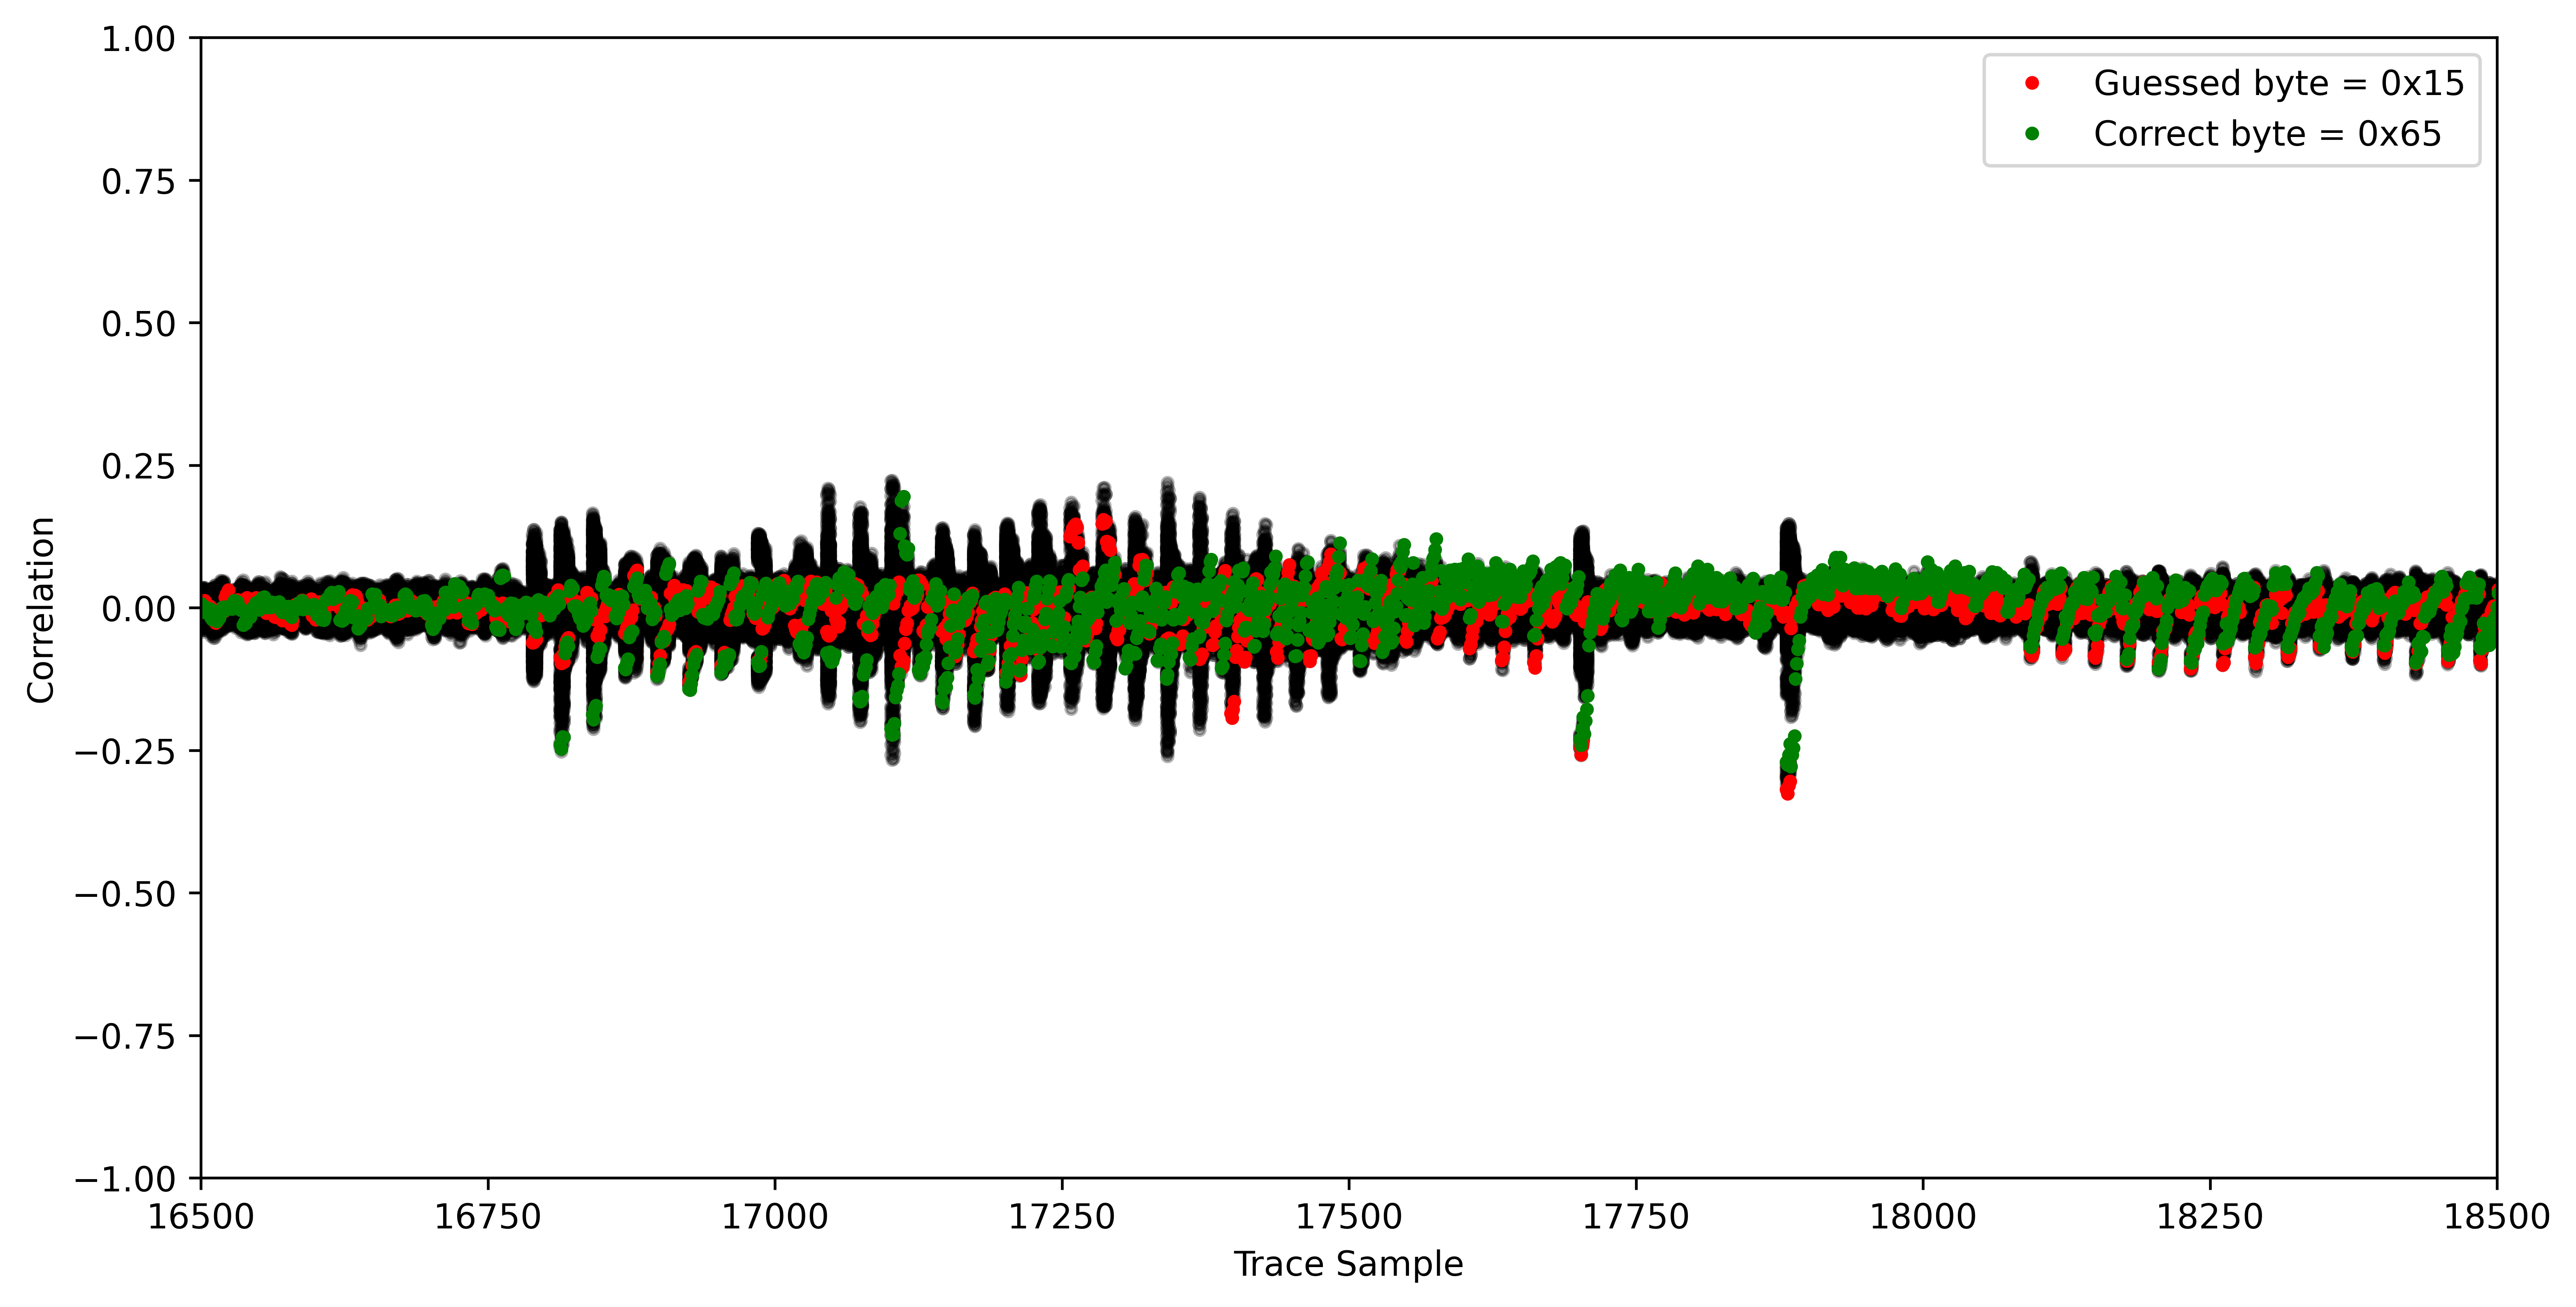 1.00
0.75
0.50
0.25
0.00
−0.25
−0.50
−0.75
−1.00
Correlation
Guessed byte = 0x15
Correct byte = 0x65
16500 16750 17000 17250 17500 17750 18000 18250 18500
Trace Sample